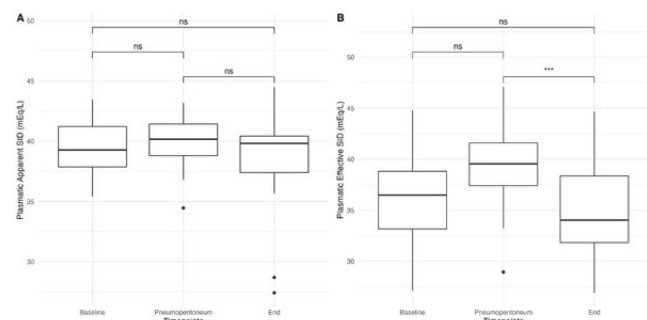 A
50
45
40
35
30
Plasmatic Apparent SID (mEq/L)
ns
ns
ns
Baseline
Pneumopentoneum
End
Timepoints
B
50
45
40
35
30
Plasmatic Effective SID (mEq/L)
ns
ns
***
Baseline
Pneumopentoneum
End